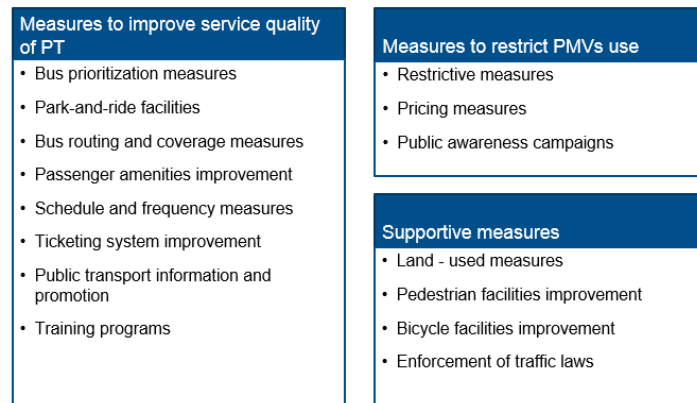 Measures to improve service quality
of PT
• Bus prioritization measures
• Park-and-ride facilities
• Bus routing and coverage measures
• Passenger amenities improvement
• Schedule and frequency measures
• Ticketing system improvement
• Public transport information and
promotion
• Training programs
Measures to restrict PMVs use
• Restrictive measures
• Pricing measures
• Public awareness campaigns
Supportive measures
• Land - used measures
• Pedestrian facilities improvement
• Bicycle facilities improvement
• Enforcement of traffic laws